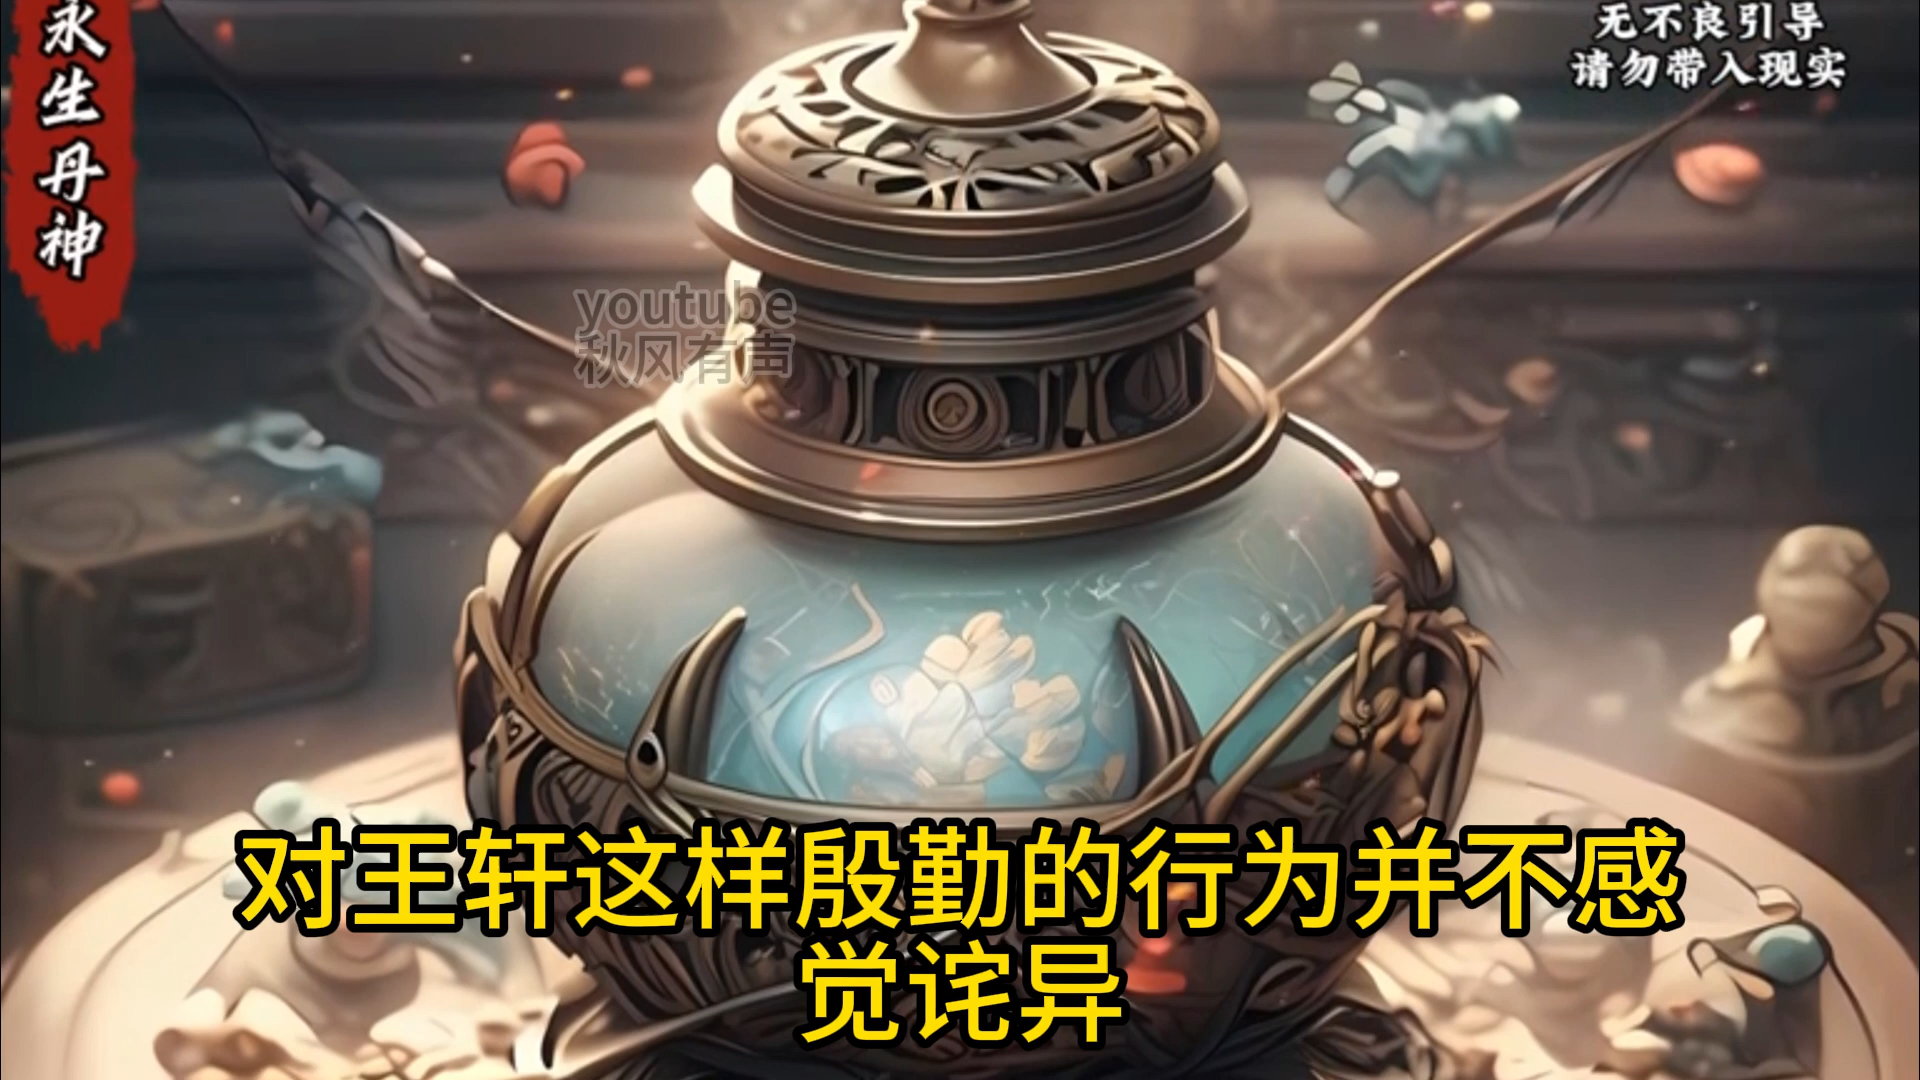 永生丹神
无不良引导
请勿带入现实
youtube
秋风有声
对王轩这样殷勤的行为并不感
觉诧异